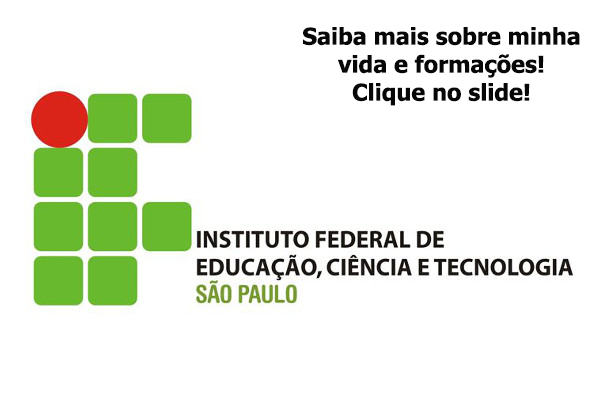 Saiba mais sobre minha
vida e formações!
Clique no slide!
INSTITUTO FEDERAL DE
EDUCAÇÃO, CIÊNCIA E TECNOLOGIA
SÃO PAULO